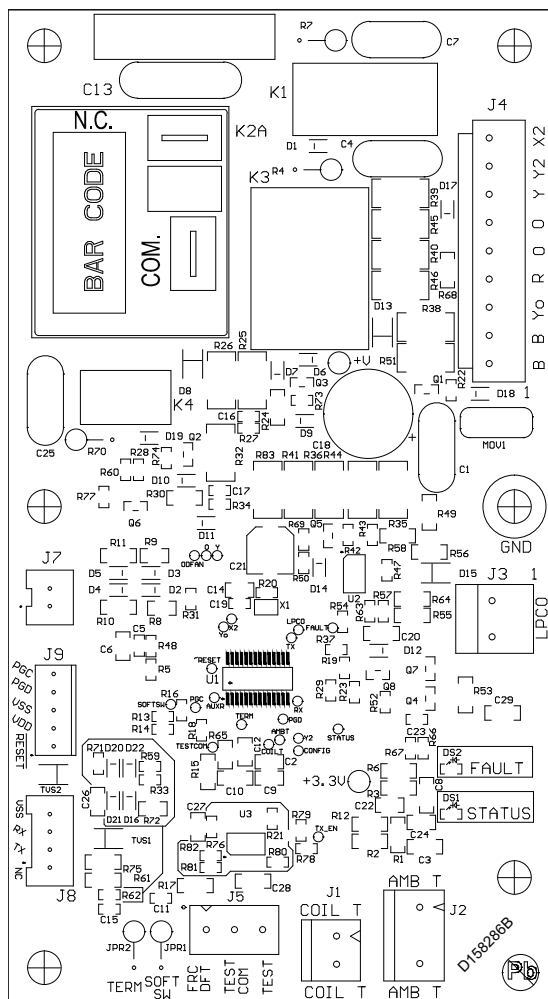 R7
C7
C13
K1
J4
N.C.
K2A
D1
C4
R4
K3
BAR CODE
COM.
R39
D17
R45
R40
R46
R68
X2
Y2
Y
O
O
R
Yo
B
B
1
D13
R38
R51
R26
R25
D8
D7
D6
+V
Q3
R73
Q1
R22
D18
K4
C16
R27
R24
D9
C18
+
MOV1
C25
R70
R28
D19
Q2
R74
R60
D10
R32
R83
R41
R36
R44
C1
R77
R30
C17
R34
Q6
D11
R69
Q5
R43
R35
R49
GND
J7
R11
R9
O
Y
ODFAN
C21
R50
R42
R58
R56
D14
R47
D15
J3
1
LPCO
D5
D3
D4
D2
R31
C14
R20
C19
X1
U2
R57
R64
R10
R8
R54
R63
R55
X2
Yo
LPCO
FAULT
C20
C6
C5
R48
TX
R37
R5
R19
D12
J9
RESET
U1
Q7
PGC
PGD
VSS
VDD
RESET
SOFTSW
R16
PGC
AUXR
R29
R23
R52
Q8
R53
RX
Q4
C29
R13
R14
R18
TERM
PGD
AMBT
C23
TESTCOM
R65
C12
COILT
Y2
CONFIG
STATUS
R67
R66
R71
D20
D22
R59
R15
C2
DS2
FAULT
TVS2
C10
C9
+3.3V
R6
R3
C8
DS1
STATUS
C26
D21
D16
R33
R72
C22
VSS
RX
TX
NC
C27
U3
R21
R79
TX_EN
R12
C24
TVS1
R82
R76
R81
R80
R78
R2
R1
C3
J8
R75
R61
R17
C28
R62
C11
C15
J5
J1
COIL T
AMB T
J2
JPR2
JPR1
TERM
SOFT SW
FRC DFT
TEST COM
TEST
COIL T
AMB T
D158286B
Pb